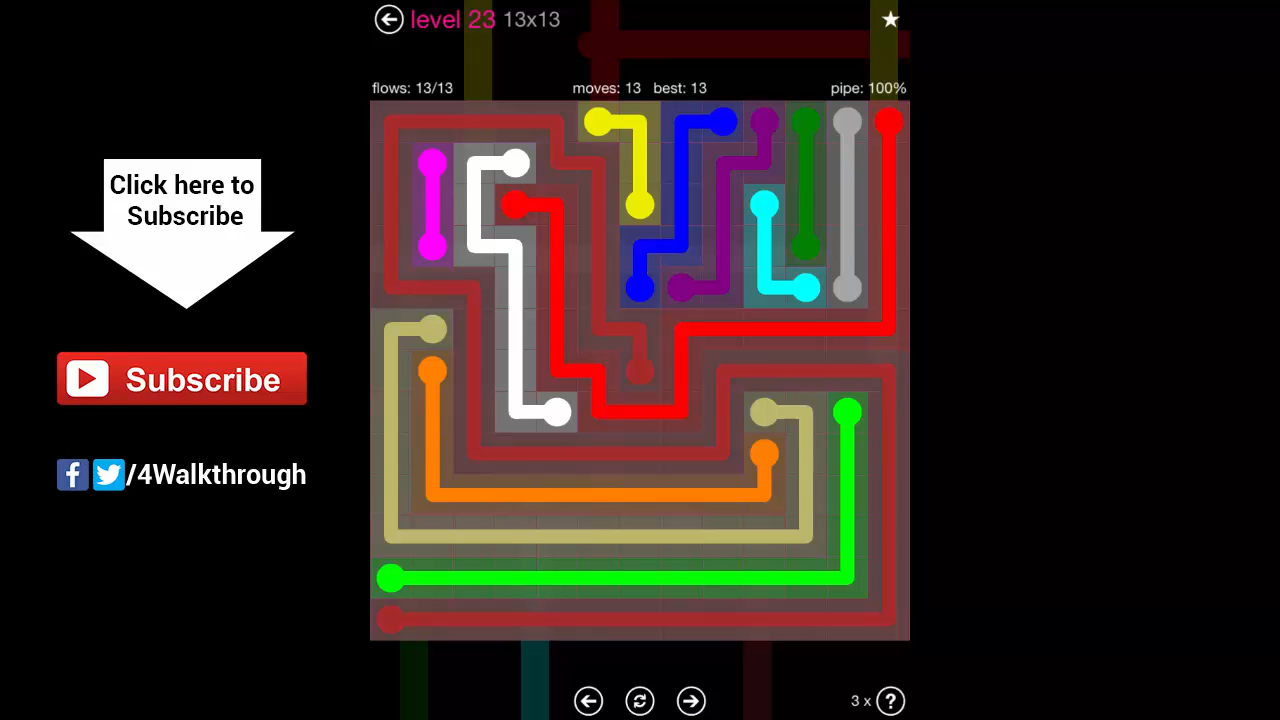 level 23 13x13
flows: 13/13 moves: 13 best: 13 pipe: 100%
Click here to
Subscribe
Subscribe
/4Walkthrough
3 x ?